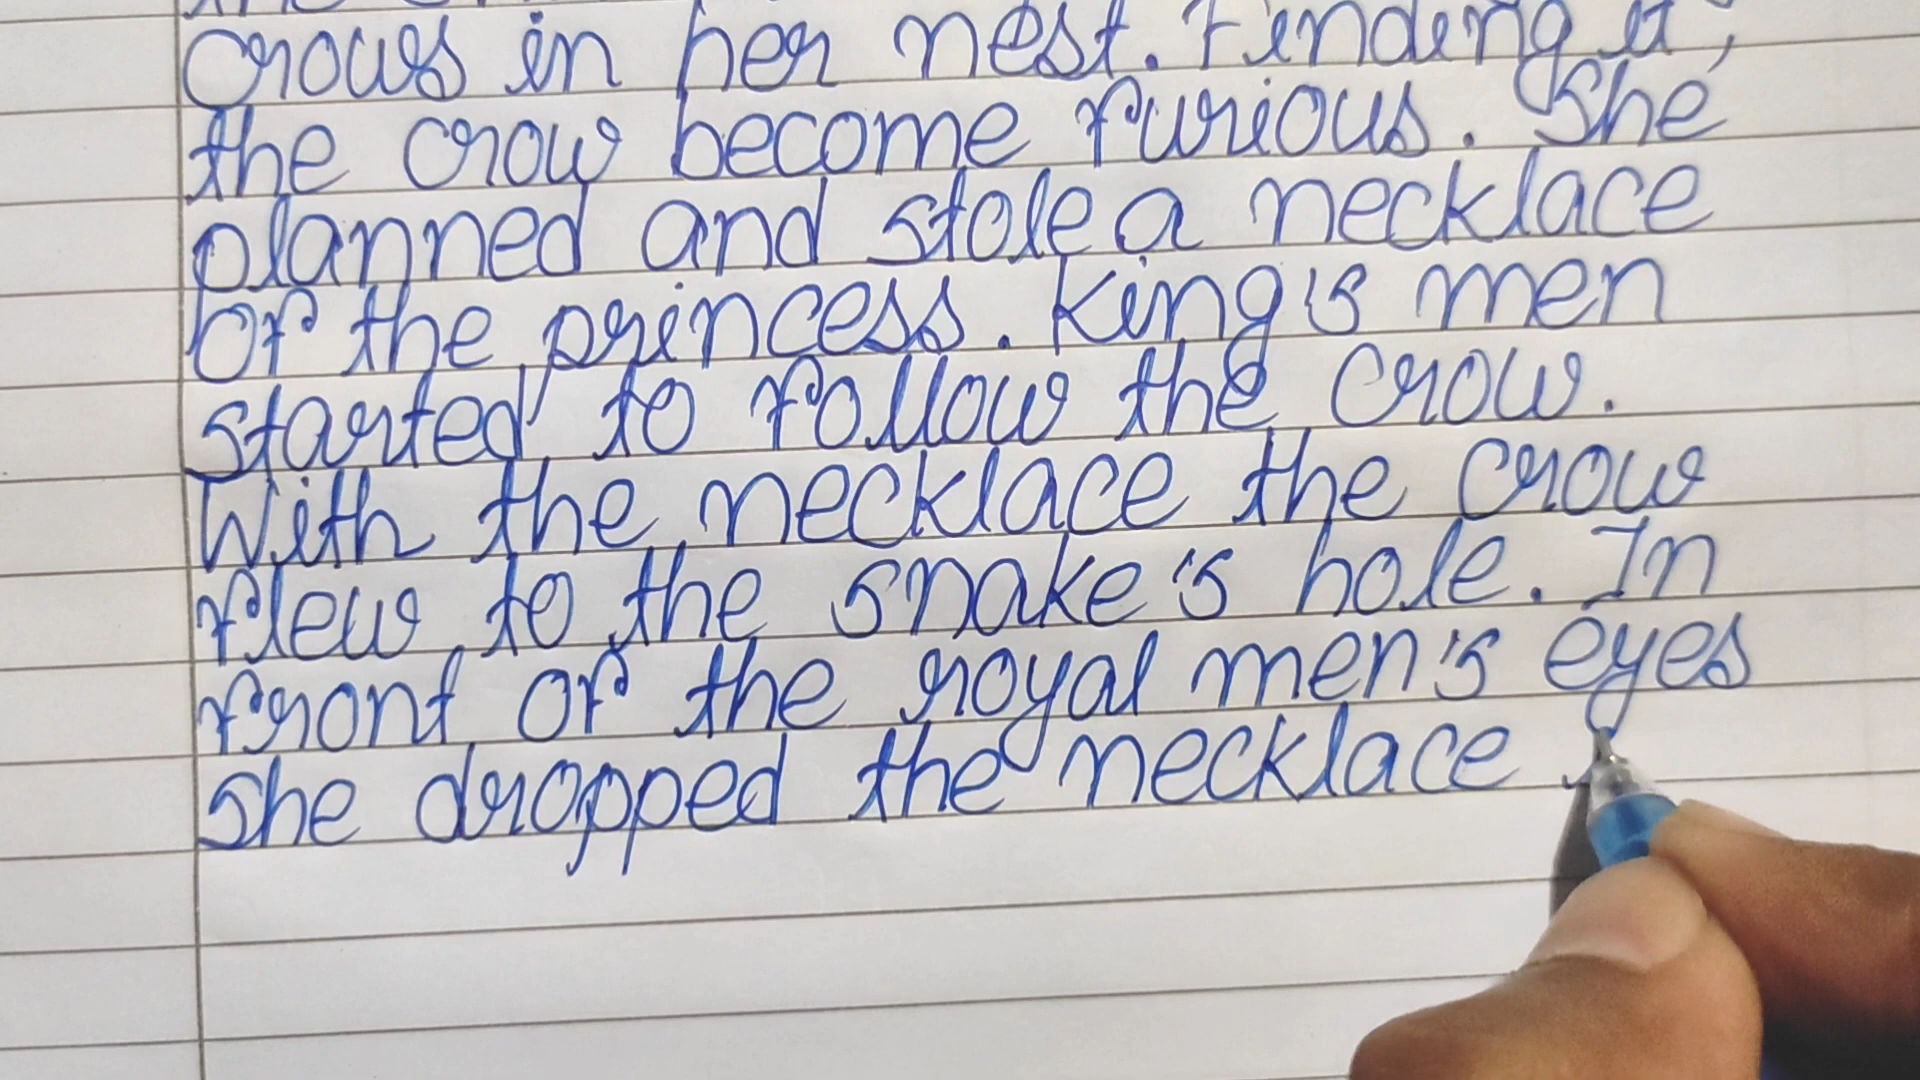 crows in her nest. Finding it,
the crow become furious. She
planned and stole a necklace
of the princess. King's men
started to follow the crow.
With the necklace the crow
flew to the snake's hole. In
front of the royal men's eyes
she dropped the necklace